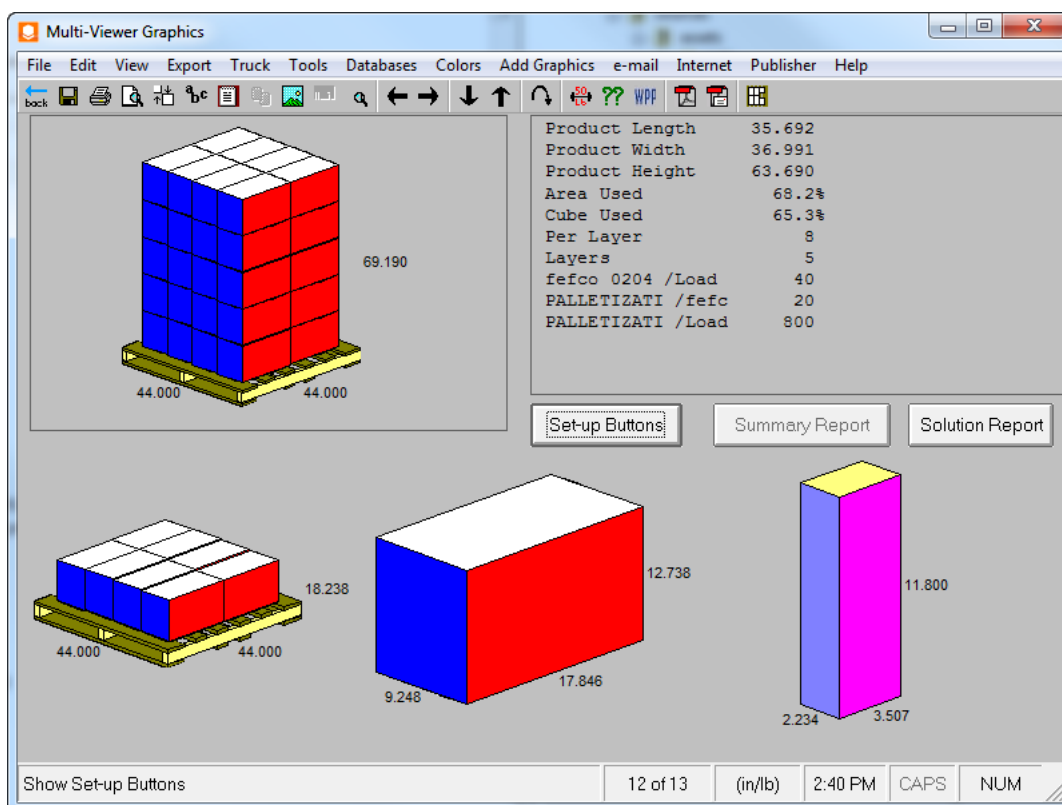 Multi-Viewer Graphics
File Edit View Export Truck Tools Databases Colors Add Graphics e-mail Internet Publisher Help
back abc 50 LB ?? WPF
Product Length 35.692
Product Width 36.991
Product Height 63.690
Area Used 68.2%
Cube Used 65.3%
Per Layer 8
Layers 5
fefco 0204 /Load 40
PALLETIZATI /fefc 20
PALLETIZATI /Load 800
69.190
44.000 44.000
Set-up Buttons Summary Report Solution Report
18.238
44.000 44.000
12.738
9.248 17.846
11.800
2.234 3.507
Show Set-up Buttons 12 of 13 (in/lb) 2:40 PM CAPS NUM